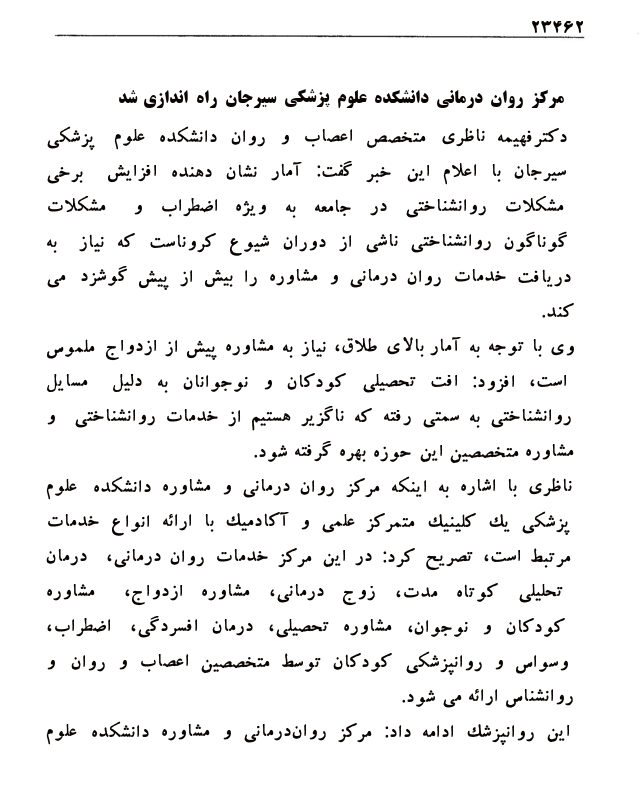 ۲۳۴۶۲
مرکز روان درمانی دانشکده علوم پزشکی سیرجان راه اندازی شد
دکترفهیمه ناظری متخصص اعصاب و روان دانشکده علوم پزشکی
سیرجان با اعلام این خبر گفت: آمار نشان دهنده افزایش برخی
مشکلات روانشناختی در جامعه به ویژه اضطراب و مشکلات
گوناگون روانشناختی ناشی از دوران شیوع کروناست که نیاز به
دریافت خدمات روان درمانی و مشاوره را بیش از پیش گوشزد می
کند.
وی با توجه به آمار بالای طلاق، نیاز به مشاوره پیش از ازدواج ملموس
است، افزود: افت تحصیلی کودکان و نوجوانان به دلیل مسایل
روانشناختی به سمتی رفته که ناگزیر هستیم از خدمات روانشناختی و
مشاوره متخصصین این حوزه بهره گرفته شود.
ناظری با اشاره به اینکه مرکز روان درمانی و مشاوره دانشکده علوم
پزشکی یك کلینیك متمرکز علمی و آکادمیك با ارائه انواع خدمات
مرتبط است، تصریح کرد: در این مرکز خدمات روان درمانی، درمان
تحلیلی کوتاه مدت، زوج درمانی، مشاوره ازدواج، مشاوره
کودکان و نوجوان، مشاوره تحصیلی، درمان افسردگی، اضطراب،
وسواس و روانپزشکی کودکان توسط متخصصین اعصاب و روان و
روانشناس ارائه می شود.
این روانپزشك ادامه داد: مرکز روان‌درمانی و مشاوره دانشکده علوم